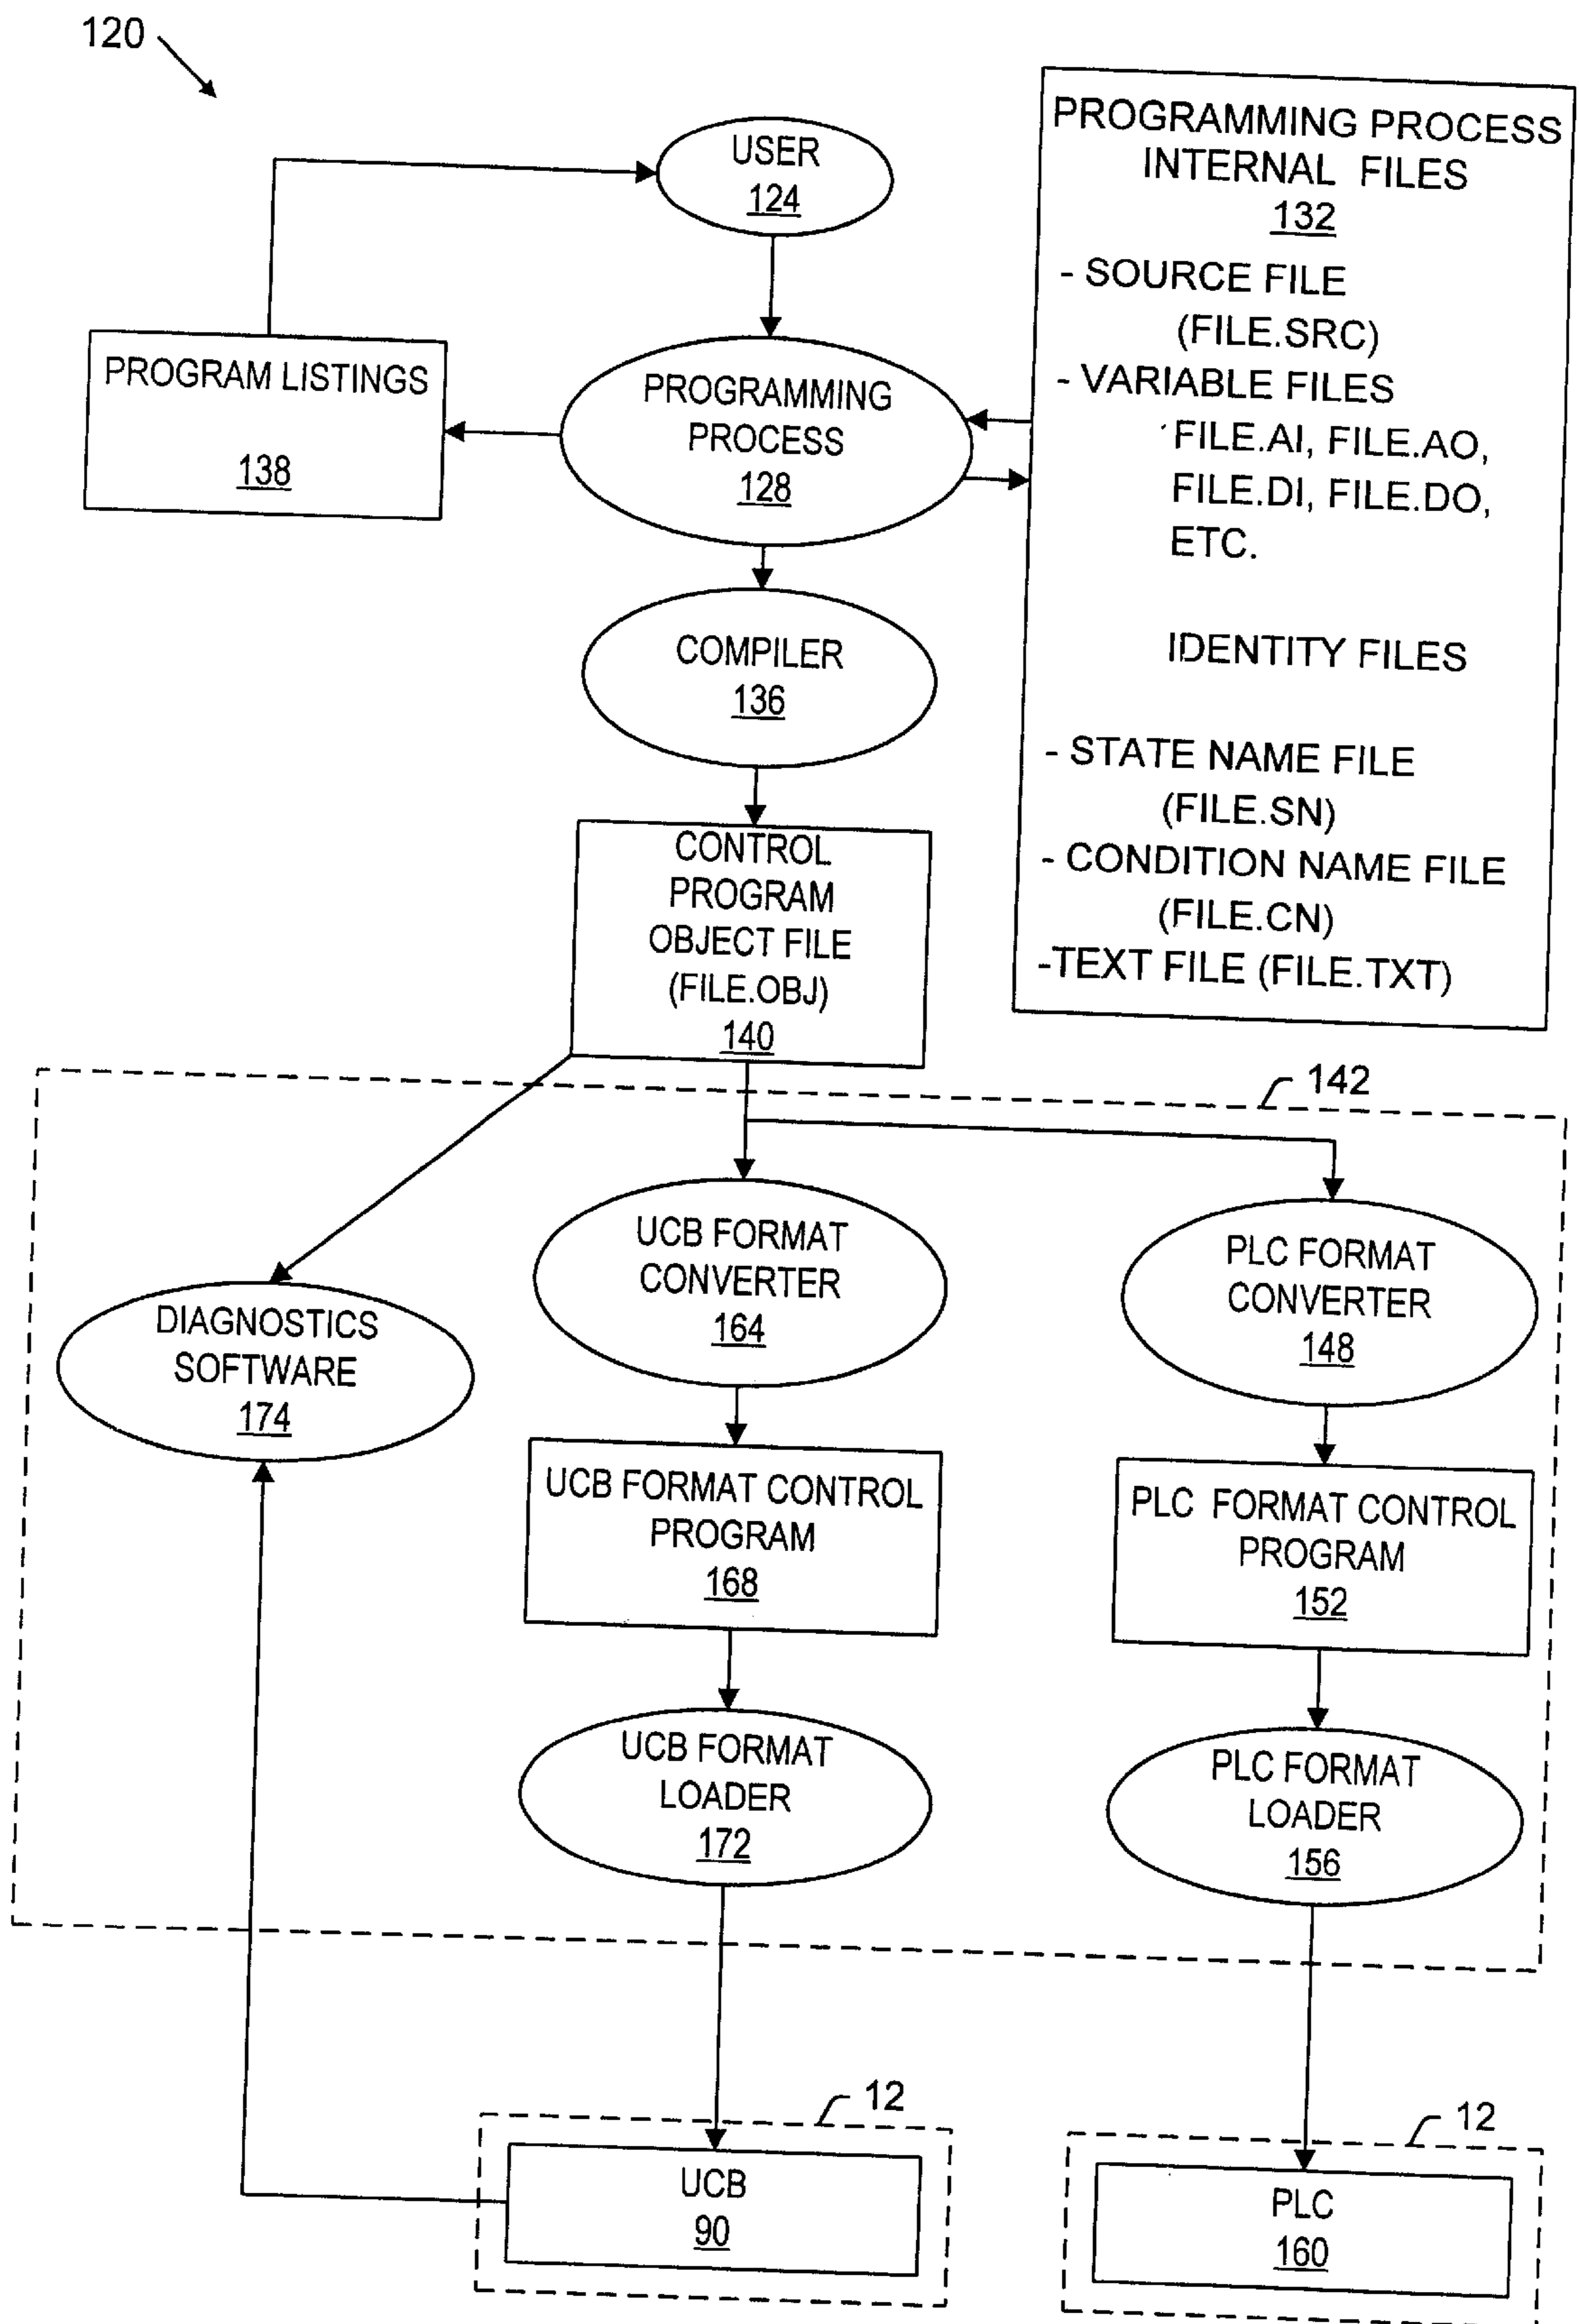 120
USER
124
PROGRAMMING PROCESS
INTERNAL FILES
132
- SOURCE FILE
(FILE.SRC)
- VARIABLE FILES
FILE.AI, FILE.AO,
FILE.DI, FILE.DO,
ETC.
IDENTITY FILES
- STATE NAME FILE
(FILE.SN)
- CONDITION NAME FILE
(FILE.CN)
-TEXT FILE (FILE.TXT)
PROGRAM LISTINGS
138
PROGRAMMING
PROCESS
128
COMPILER
136
CONTROL
PROGRAM
OBJECT FILE
(FILE.OBJ)
140
142
DIAGNOSTICS
SOFTWARE
174
UCB FORMAT
CONVERTER
164
PLC FORMAT
CONVERTER
148
UCB FORMAT CONTROL
PROGRAM
168
PLC FORMAT CONTROL
PROGRAM
152
UCB FORMAT
LOADER
172
PLC FORMAT
LOADER
156
12
UCB
90
12
PLC
160